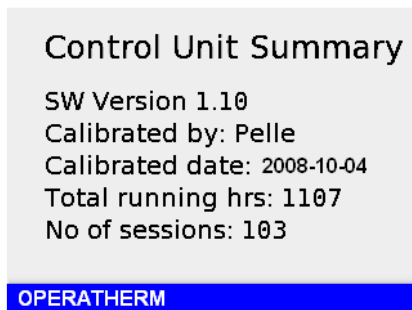 Control Unit Summary
SW Version 1.10
Calibrated by: Pelle
Calibrated date: 2008-10-04
Total running hrs: 1107
No of sessions: 103
OPERATHERM